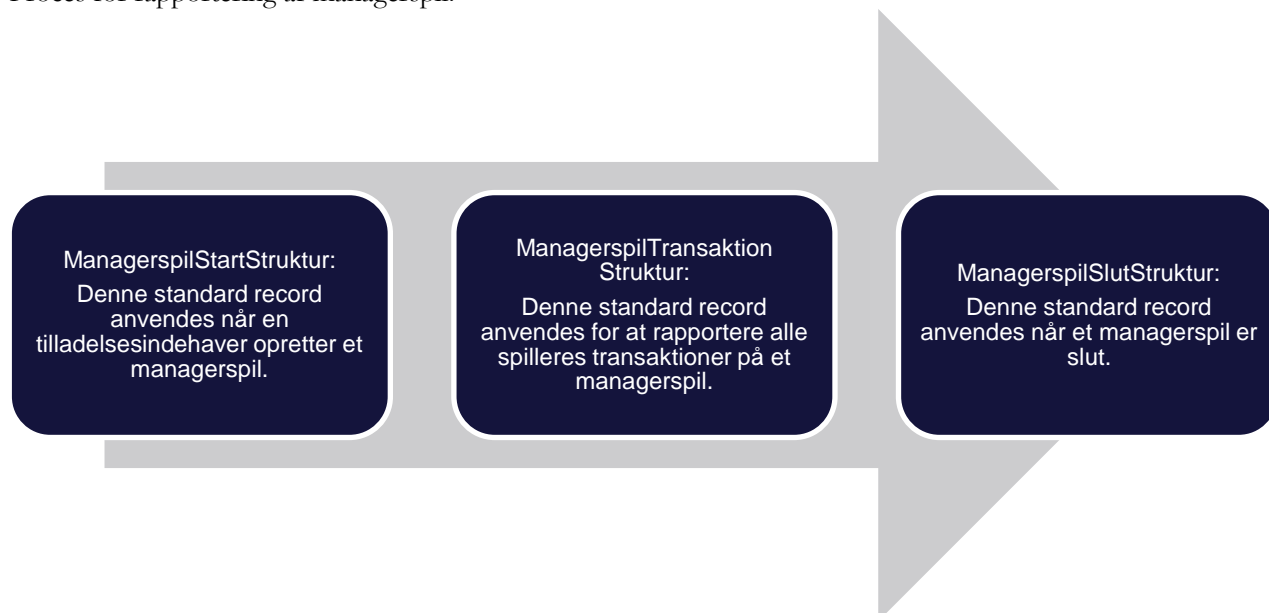 Proces for rapportering af managerspil:
ManagerspilStartStruktur:
Denne standard record
anvendes når en
tilladelsesindehaver opretter et
managerspil.
ManagerspilTransaktion
Struktur:
Denne standard record
anvendes for at rapportere alle
spilleres transaktioner på et
managerspil.
ManagerspilSlutStruktur:
Denne standard record
anvendes når et managerspil er
slut.